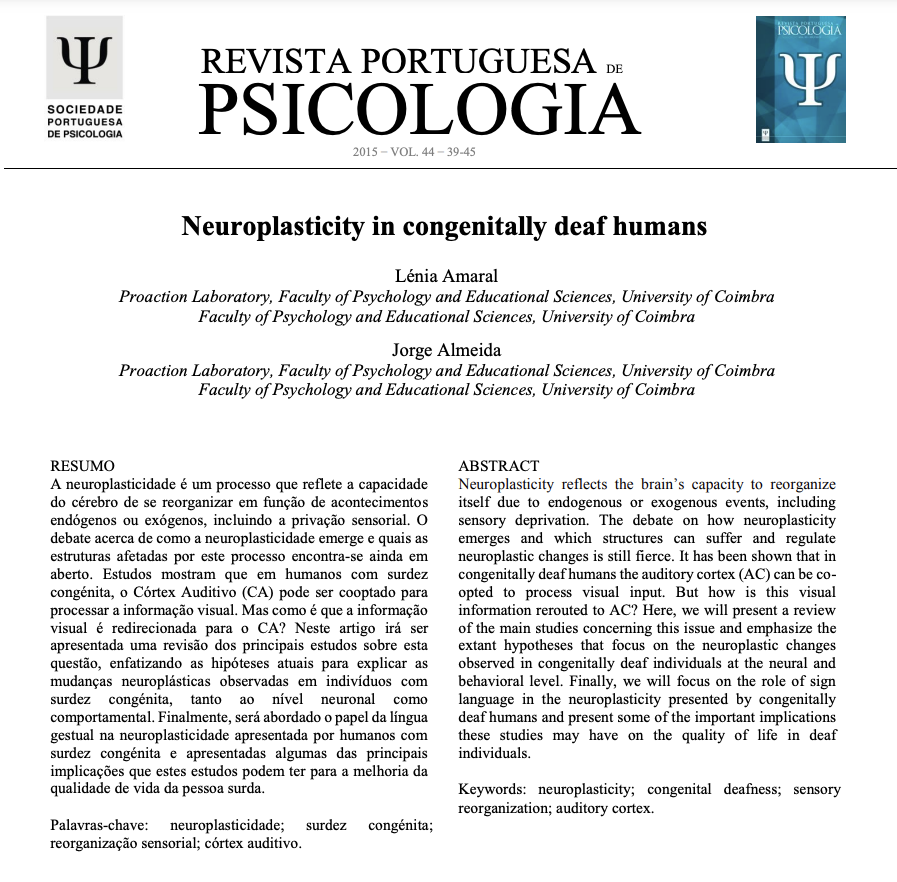 Ψ
SOCIEDADE
PORTUGUESA
DE PSICOLOGIA
REVISTA PORTUGUESA DE
PSICOLOGIA
2015 – VOL. 44 – 39-45
REVISTA PORTUGUESA DE
PSICOLOGIA
Ψ
Neuroplasticity in congenitally deaf humans
Lénia Amaral
Proaction Laboratory, Faculty of Psychology and Educational Sciences, University of Coimbra
Faculty of Psychology and Educational Sciences, University of Coimbra
Jorge Almeida
Proaction Laboratory, Faculty of Psychology and Educational Sciences, University of Coimbra
Faculty of Psychology and Educational Sciences, University of Coimbra
RESUMO
A neuroplasticidade é um processo que reflete a capacidade
do cérebro de se reorganizar em função de acontecimentos
endógenos ou exógenos, incluindo a privação sensorial. O
debate acerca de como a neuroplasticidade emerge e quais as
estruturas afetadas por este processo encontra-se ainda em
aberto. Estudos mostram que em humanos com surdez
congénita, o Córtex Auditivo (CA) pode ser cooptado para
processar a informação visual. Mas como é que a informação
visual é redirecionada para o CA? Neste artigo irá ser
apresentada uma revisão dos principais estudos sobre esta
questão, enfatizando as hipóteses atuais para explicar as
mudanças neuroplásticas observadas em indivíduos com
surdez congénita, tanto ao nível neuronal como
comportamental. Finalmente, será abordado o papel da língua
gestual na neuroplasticidade apresentada por humanos com
surdez congénita e apresentadas algumas das principais
implicações que estes estudos podem ter para a melhoria da
qualidade de vida da pessoa surda.
Palavras-chave: neuroplasticidade; surdez congénita;
reorganização sensorial; córtex auditivo.
ABSTRACT
Neuroplasticity reflects the brain’s capacity to reorganize
itself due to endogenous or exogenous events, including
sensory deprivation. The debate on how neuroplasticity
emerges and which structures can suffer and regulate
neuroplastic changes is still fierce. It has been shown that in
congenitally deaf humans the auditory cortex (AC) can be co-
opted to process visual input. But how is this visual
information rerouted to AC? Here, we will present a review
of the main studies concerning this issue and emphasize the
extant hypotheses that focus on the neuroplastic changes
observed in congenitally deaf individuals at the neural and
behavioral level. Finally, we will focus on the role of sign
language in the neuroplasticity presented by congenitally
deaf humans and present some of the important implications
these studies may have on the quality of life in deaf
individuals.
Keywords: neuroplasticity; congenital deafness; sensory
reorganization; auditory cortex.